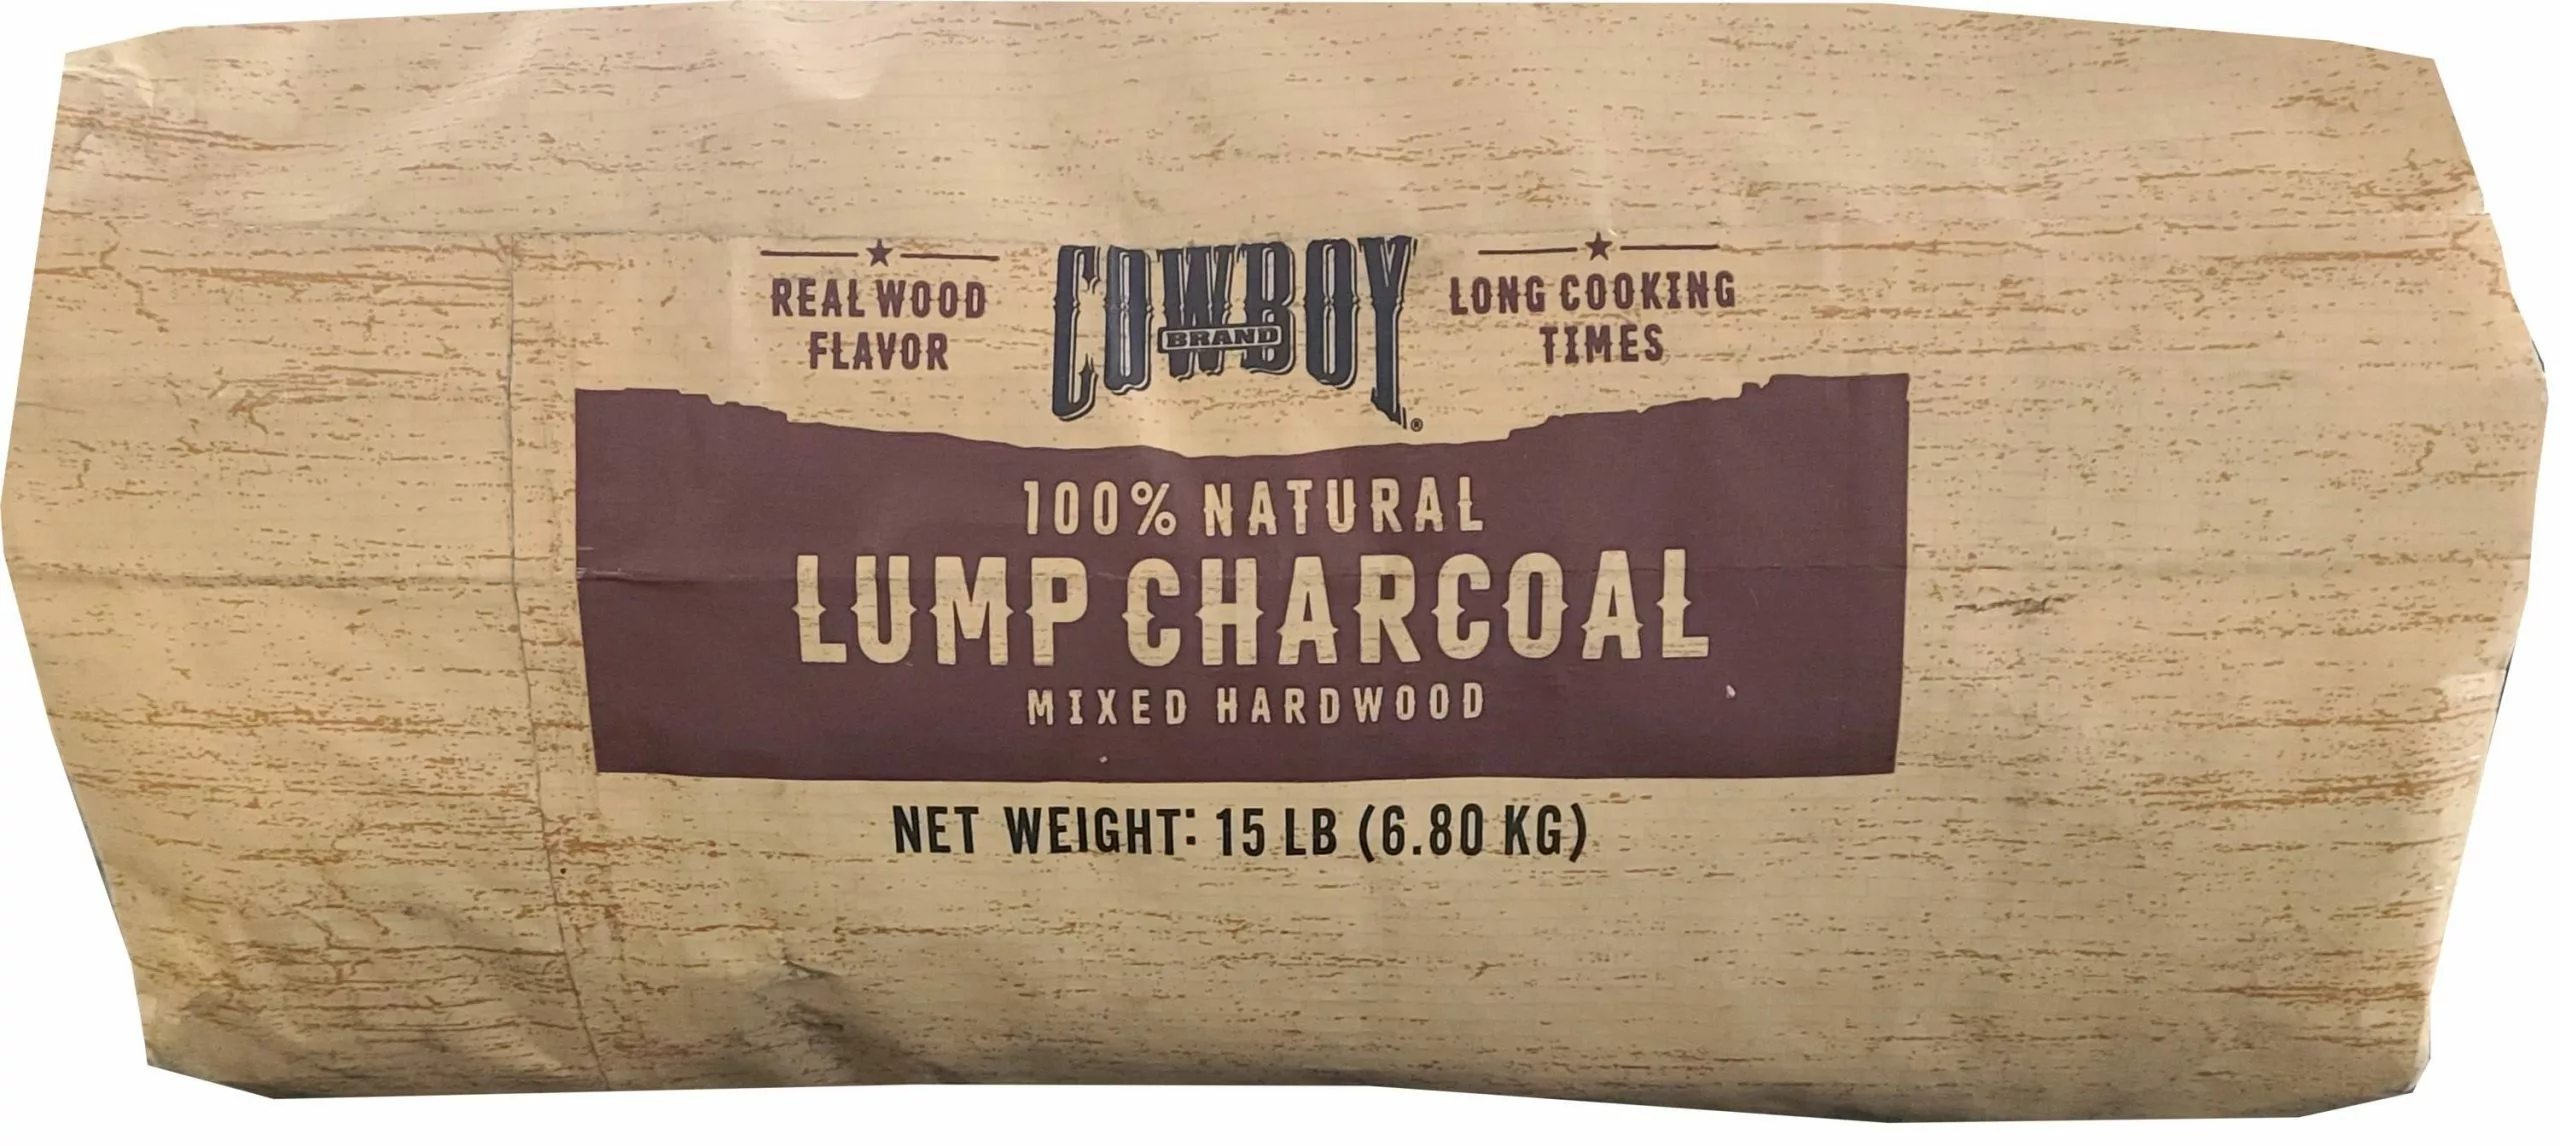 REAL WOOD
FLAVOR
COWBOY
BRAND
®
LONG COOKING
TIMES
100% NATURAL
LUMP CHARCOAL
MIXED HARDWOOD
NET WEIGHT: 15 LB (6.80 KG)